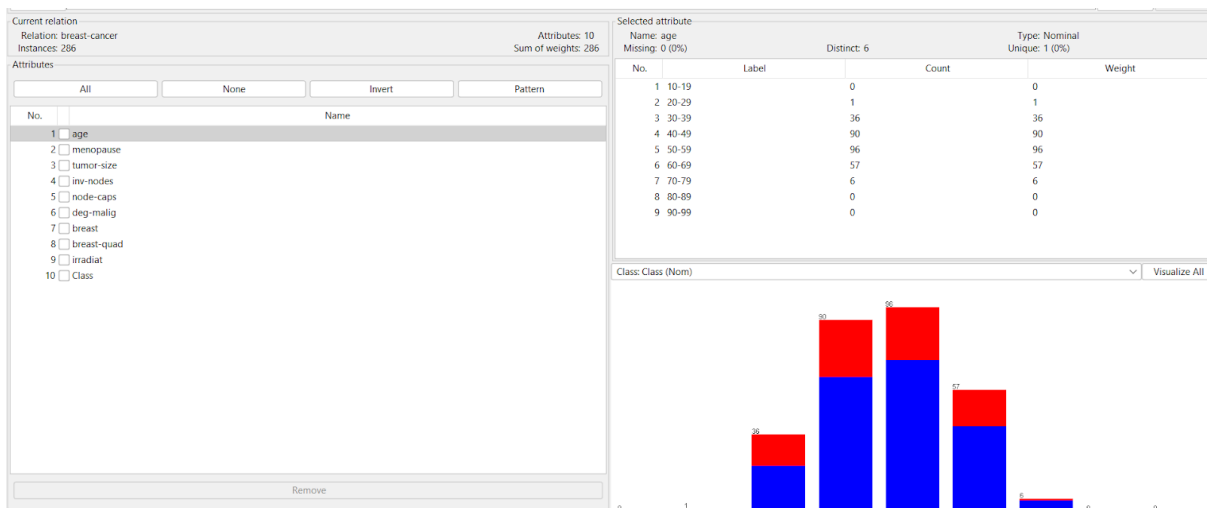 Current relation
Relation: breast-cancer Attributes: 10
Instances: 286 Sum of weights: 286
Attributes
All None Invert Pattern
No. Name
1 age
2 menopause
3 tumor-size
4 inv-nodes
5 node-caps
6 deg-malig
7 breast
8 breast-quad
9 irradiat
10 Class
Remove
Selected attribute
Name: age Type: Nominal
Missing: 0 (0%) Distinct: 6 Unique: 1 (0%)
No. Label Count Weight
1 10-19 0 0
2 20-29 1 1
3 30-39 36 36
4 40-49 90 90
5 50-59 96 96
6 60-69 57 57
7 70-79 6 6
8 80-89 0 0
9 90-99 0 0
Class: Class (Nom) Visualize All
96
90
57
36
6
0 1 0 0